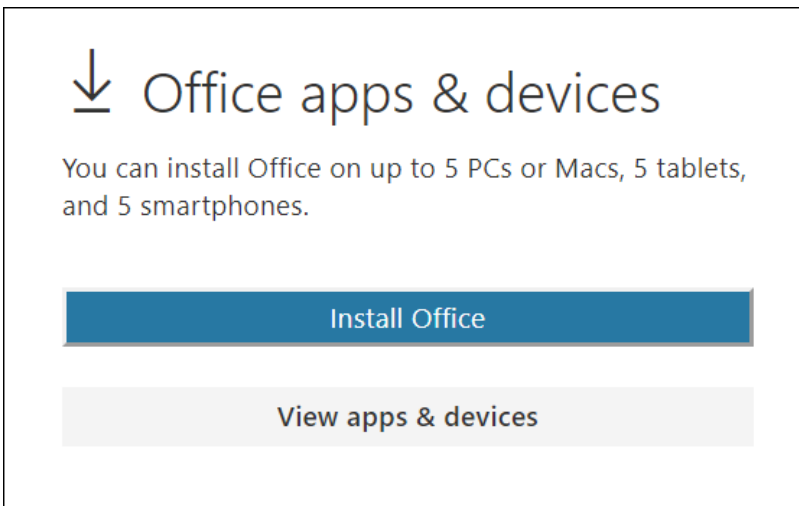 Office apps & devices
You can install Office on up to 5 PCs or Macs, 5 tablets,
and 5 smartphones.
Install Office
View apps & devices